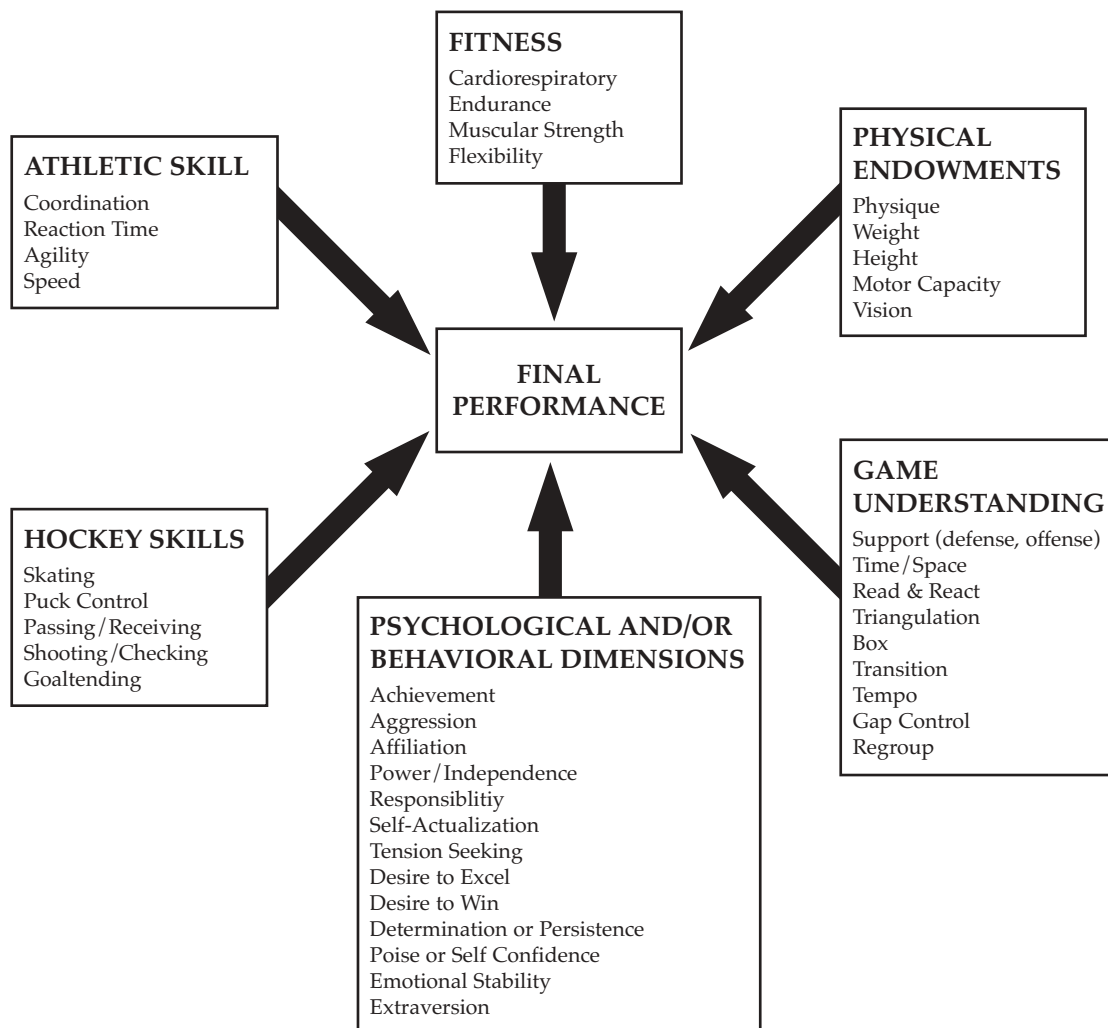 FITNESS
Cardiorespiratory
Endurance
Muscular Strength
Flexibility
ATHLETIC SKILL
Coordination
Reaction Time
Agility
Speed
PHYSICAL
ENDOWMENTS
Physique
Weight
Height
Motor Capacity
Vision
FINAL
PERFORMANCE
HOCKEY SKILLS
Skating
Puck Control
Passing/Receiving
Shooting/Checking
Goaltending
PSYCHOLOGICAL AND/OR
BEHAVIORAL DIMENSIONS
Achievement
Aggression
Affiliation
Power/Independence
Responsiblitiy
Self-Actualization
Tension Seeking
Desire to Excel
Desire to Win
Determination or Persistence
Poise or Self Confidence
Emotional Stability
Extraversion
GAME
UNDERSTANDING
Support (defense, offense)
Time/Space
Read & React
Triangulation
Box
Transition
Tempo
Gap Control
Regroup